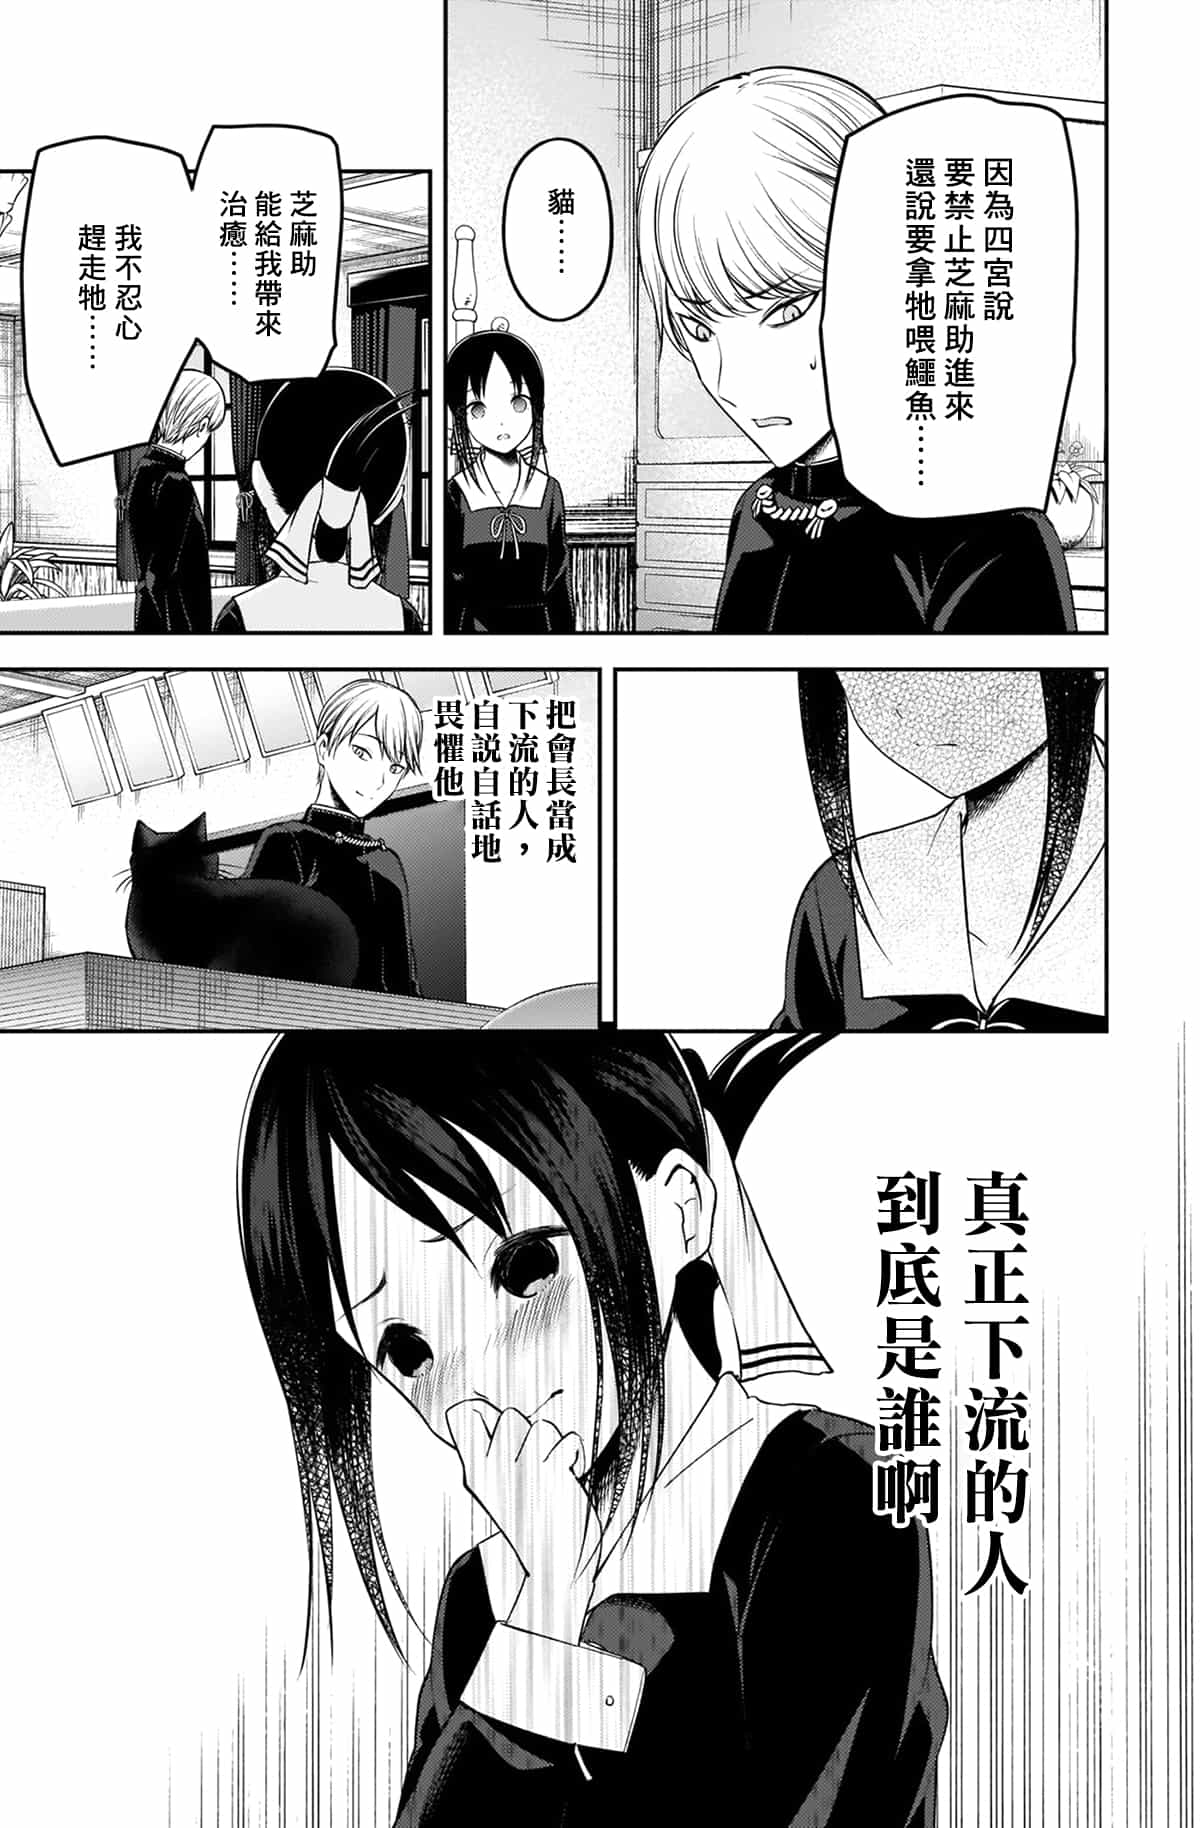 因為四宮說
要禁止芝麻助進來
還說要拿牠喂鱷魚……
貓……
芝麻助
能給我帶來
治癒……
我不忍心
趕走牠……
把會長當成
下流的人，
自說自話地
畏懼他
真正下流的人
到底是誰啊